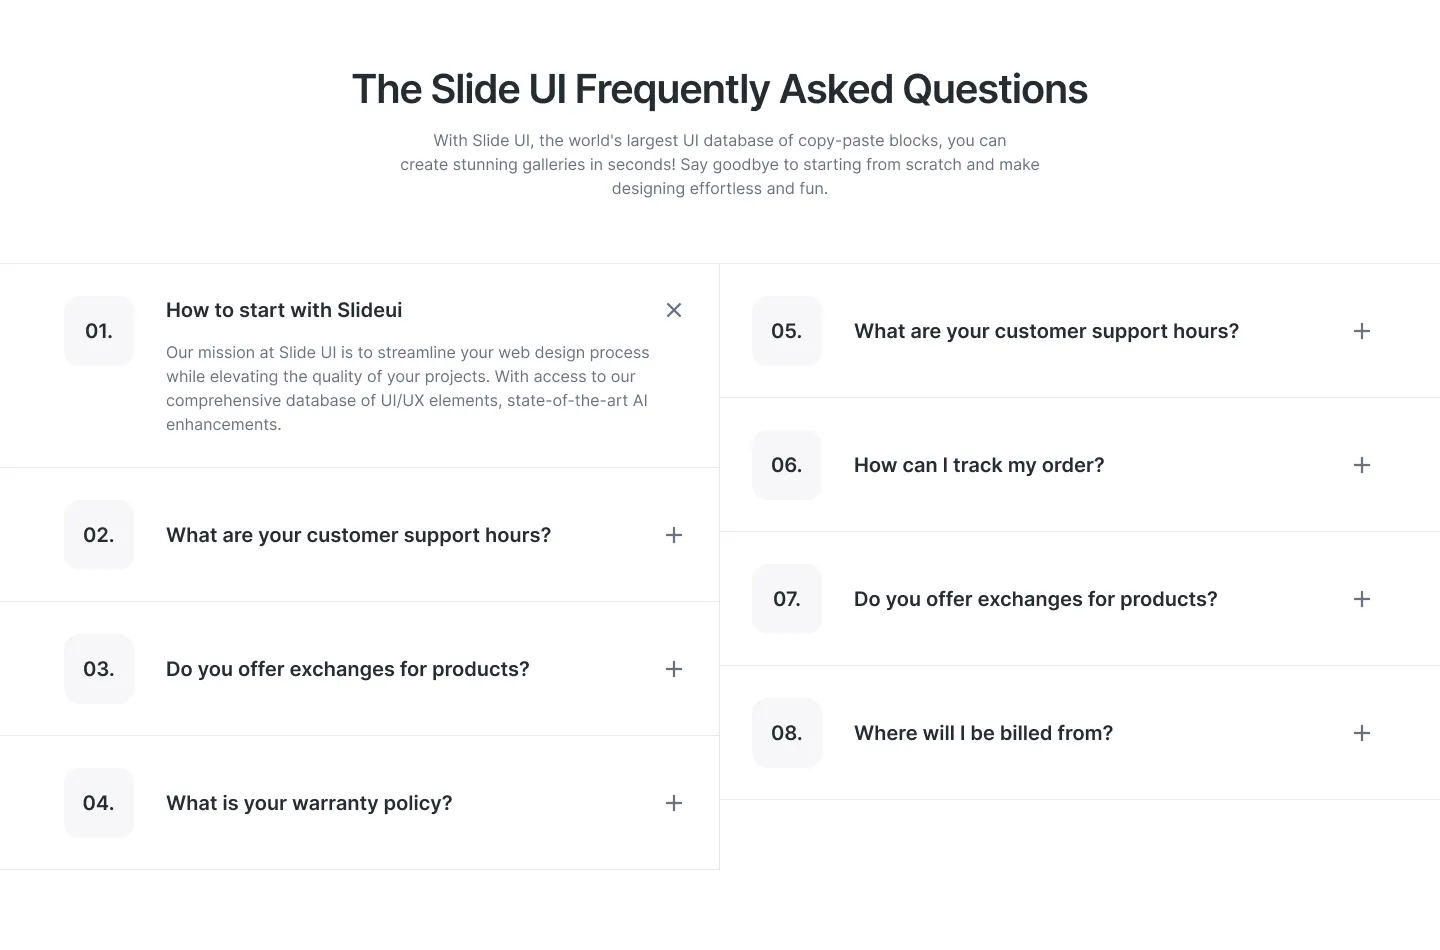 The Slide UI Frequently Asked Questions
With Slide UI, the world's largest UI database of copy-paste blocks, you can
create stunning galleries in seconds! Say goodbye to starting from scratch and make
designing effortless and fun.
01.
How to start with Slideui
Our mission at Slide UI is to streamline your web design process
while elevating the quality of your projects. With access to our
comprehensive database of UI/UX elements, state-of-the-art AI
enhancements.
02.
What are your customer support hours?
03.
Do you offer exchanges for products?
04.
What is your warranty policy?
05.
What are your customer support hours?
06.
How can I track my order?
07.
Do you offer exchanges for products?
08.
Where will I be billed from?